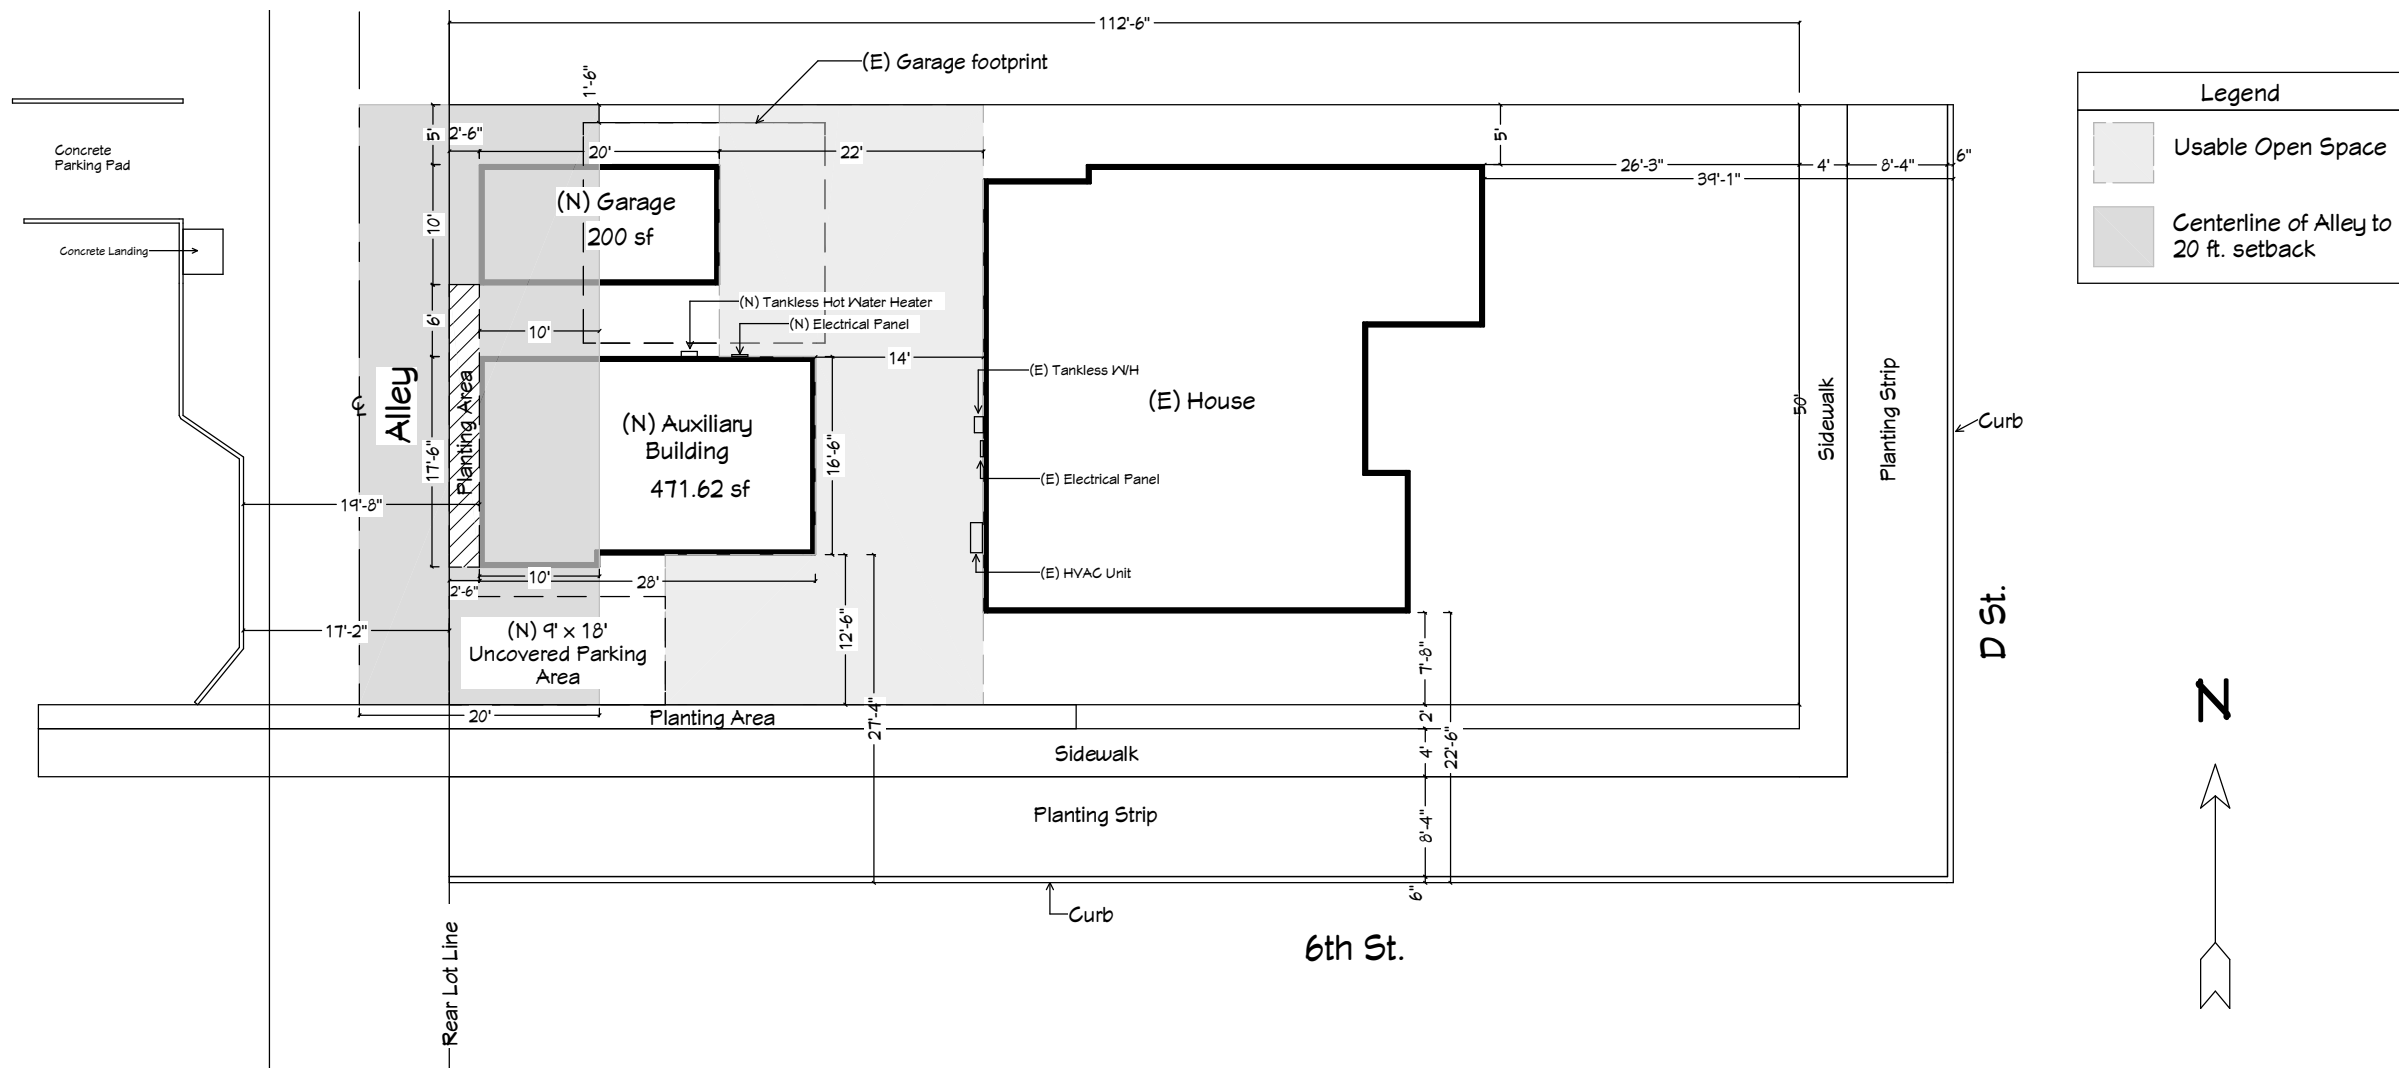 112'-6"
(E) Garage footprint
1'-6"
Legend
Usable Open Space
Centerline of Alley to
20 ft. setback
5'
2'-6"
20'
22'
5'
26'-3"
4'
8'-4"
6"
39'-1"
Concrete
Parking Pad
Concrete Landing
10'
(N) Garage
200 sf
(N) Tankless Hot Water Heater
(N) Electrical Panel
6'
10'
14'
(E) Tankless W/H
(E) House
(E) Electrical Panel
(E) HVAC Unit
℄
Alley
Planting Area
17'-6"
(N) Auxiliary
Building
471.62 sf
16'-6"
50'
Sidewalk
Planting Strip
Curb
19'-8"
10'
28'
2'-6"
17'-2"
(N) 9' x 18'
Uncovered Parking
Area
12'-6"
7'-8"
D St.
20'
Planting Area
27'-4"
2'
Sidewalk
4'
22'-6"
Planting Strip
8'-4"
6"
Curb
6th St.
Rear Lot Line
N